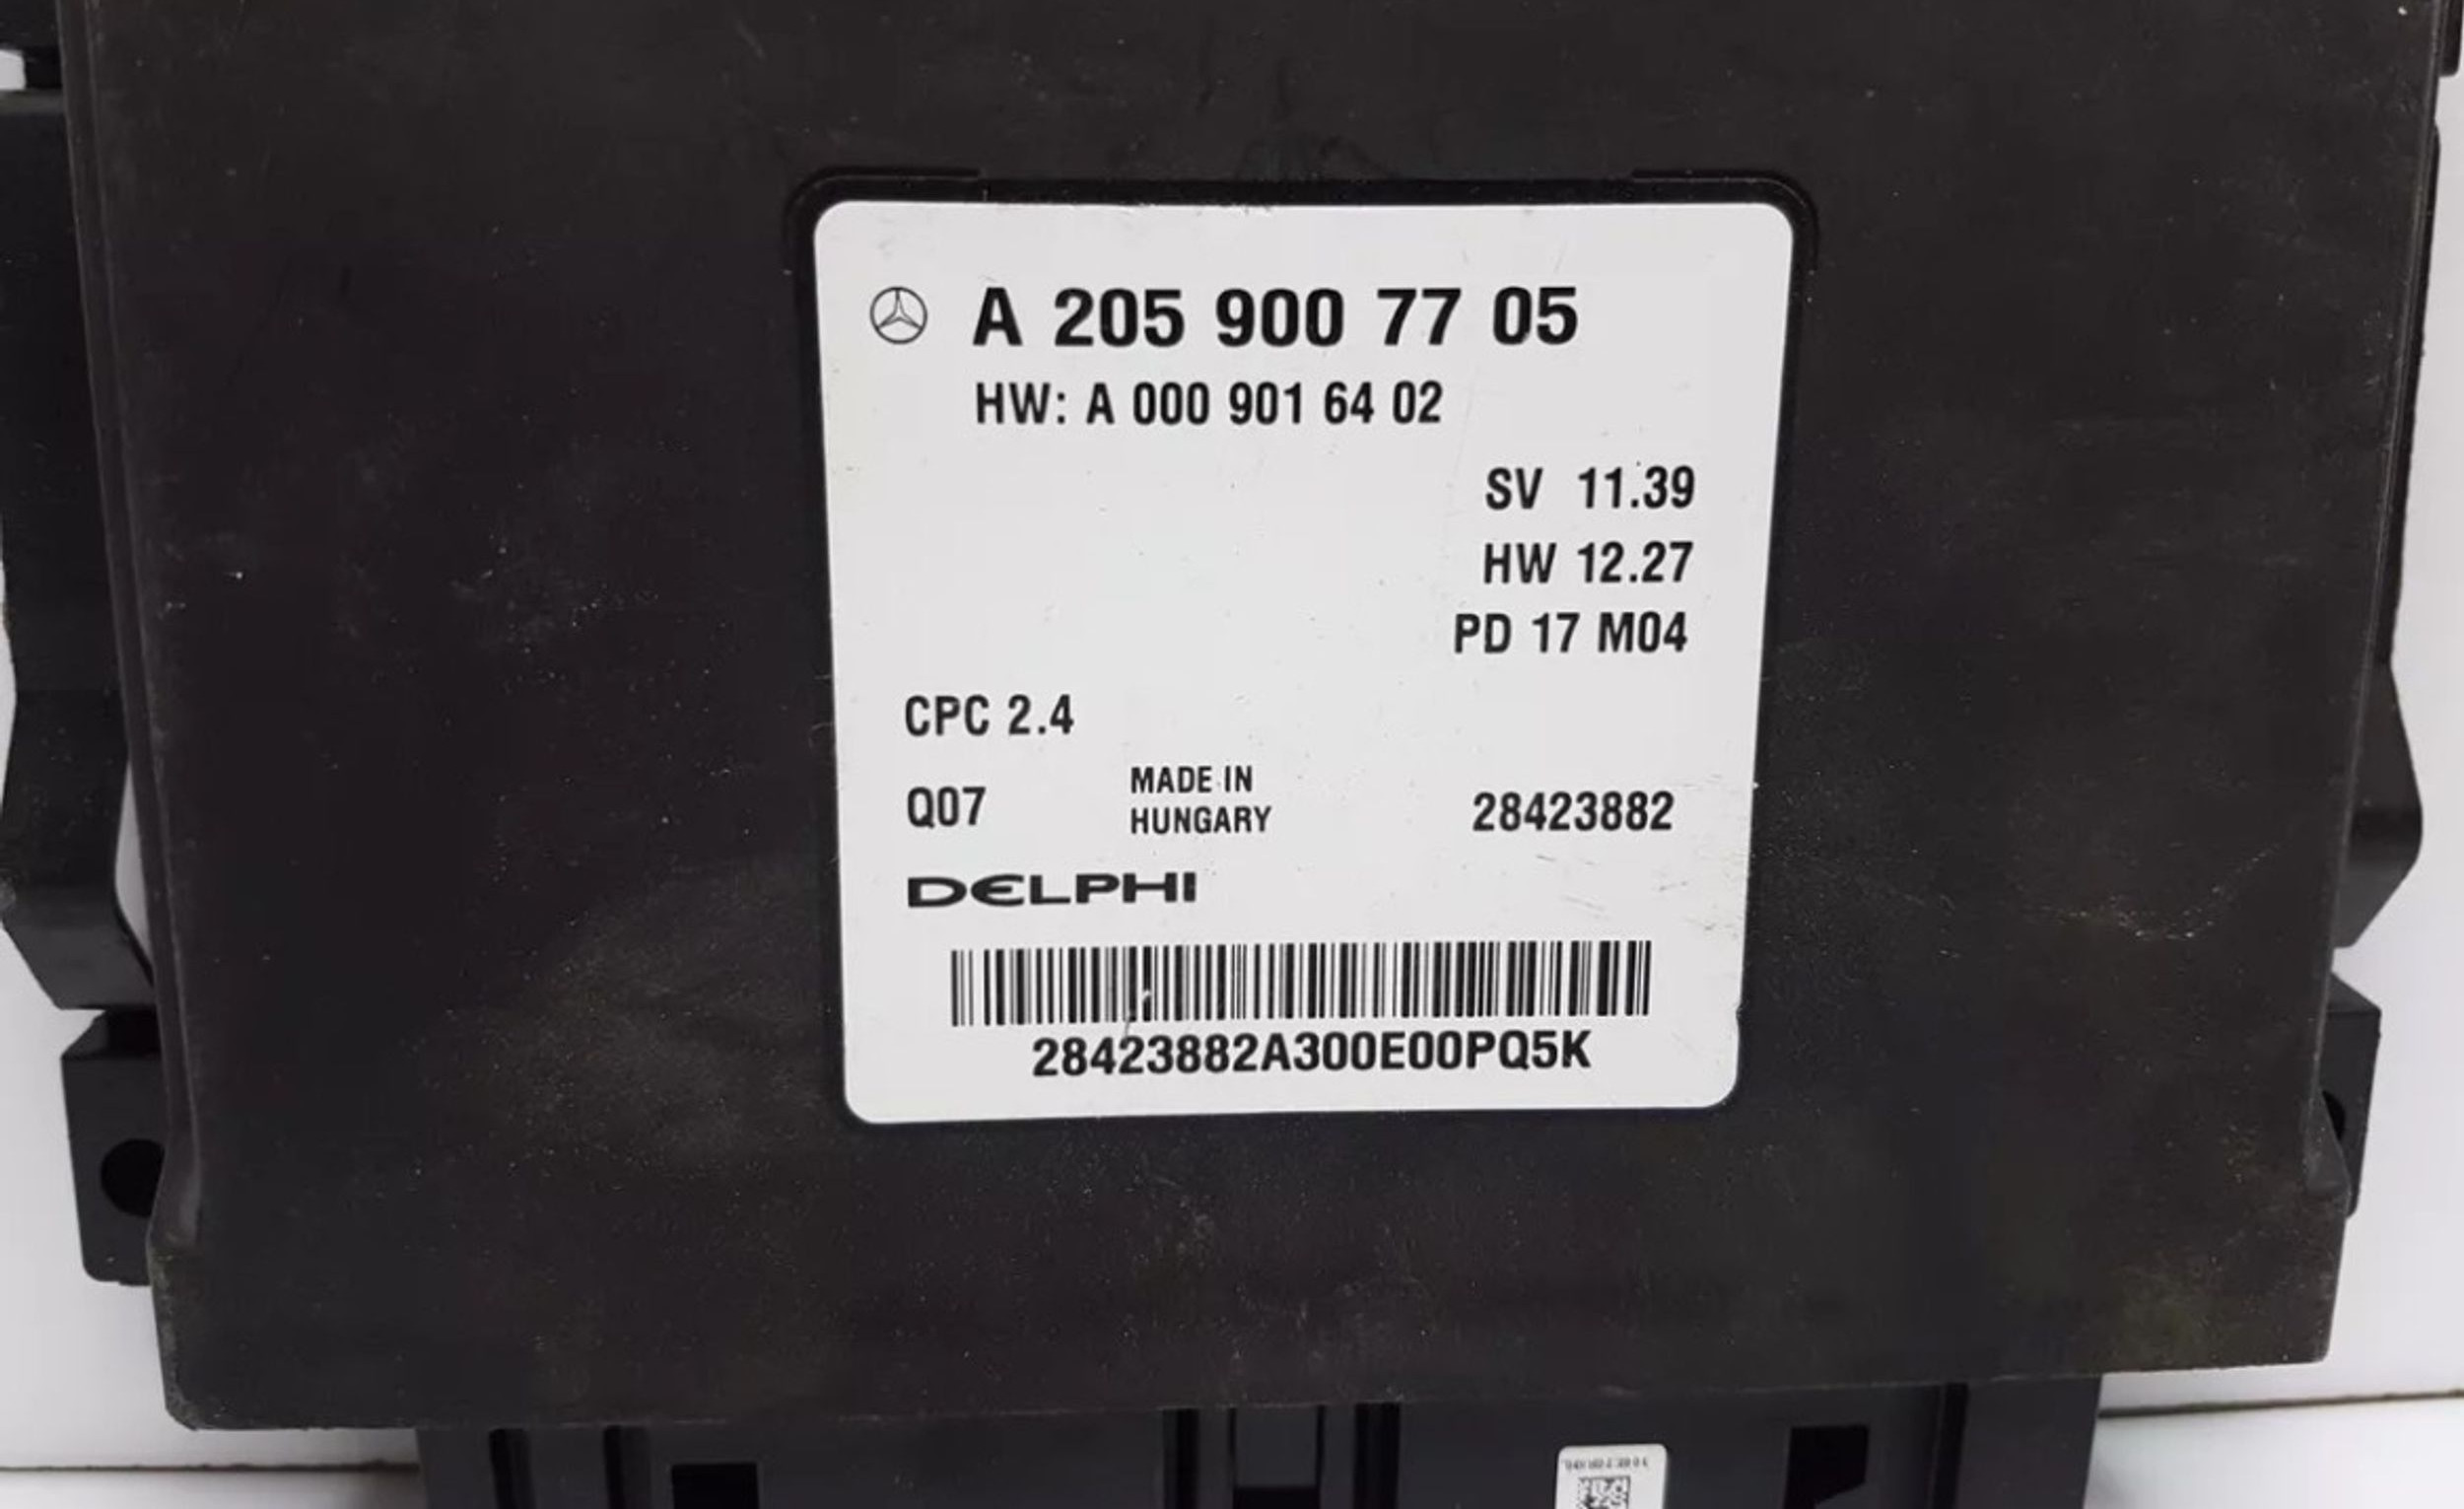 A 205 900 77 05
HW: A 000 901 64 02
SV 11.39
HW 12.27
PD 17 M04
CPC 2.4
Q07
MADE IN
HUNGARY
28423882
DELPHI
28423882A300E00PQ5K